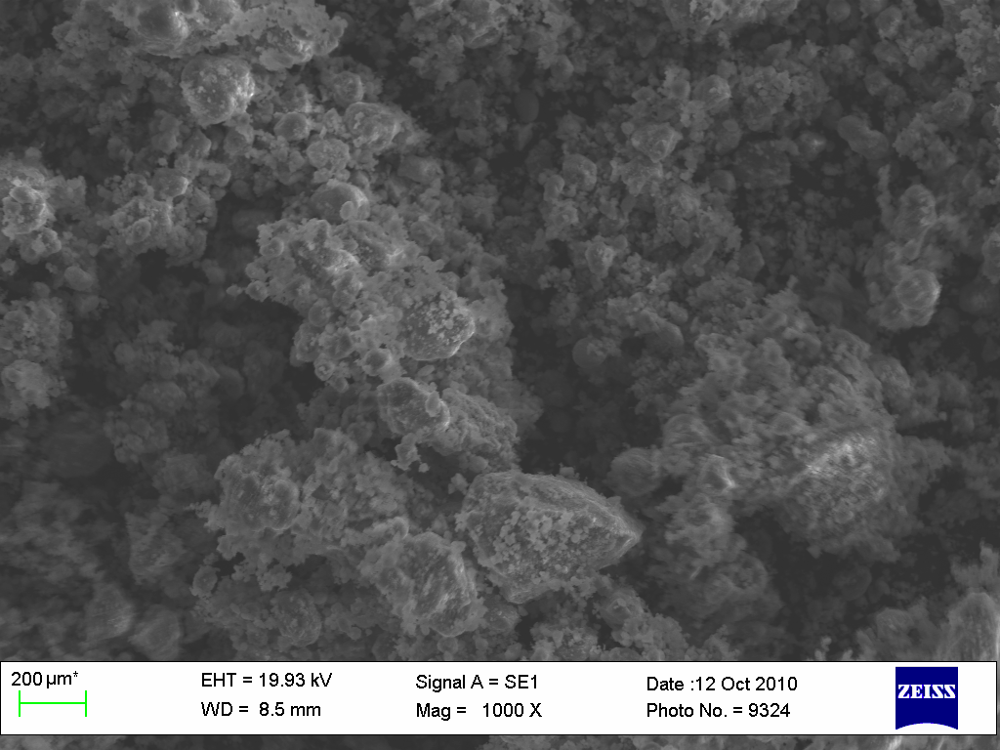 200 µm*
EHT = 19.93 kV
WD = 8.5 mm
Signal A = SE1
Mag = 1000 X
Date :12 Oct 2010
Photo No. = 9324
ZEISS